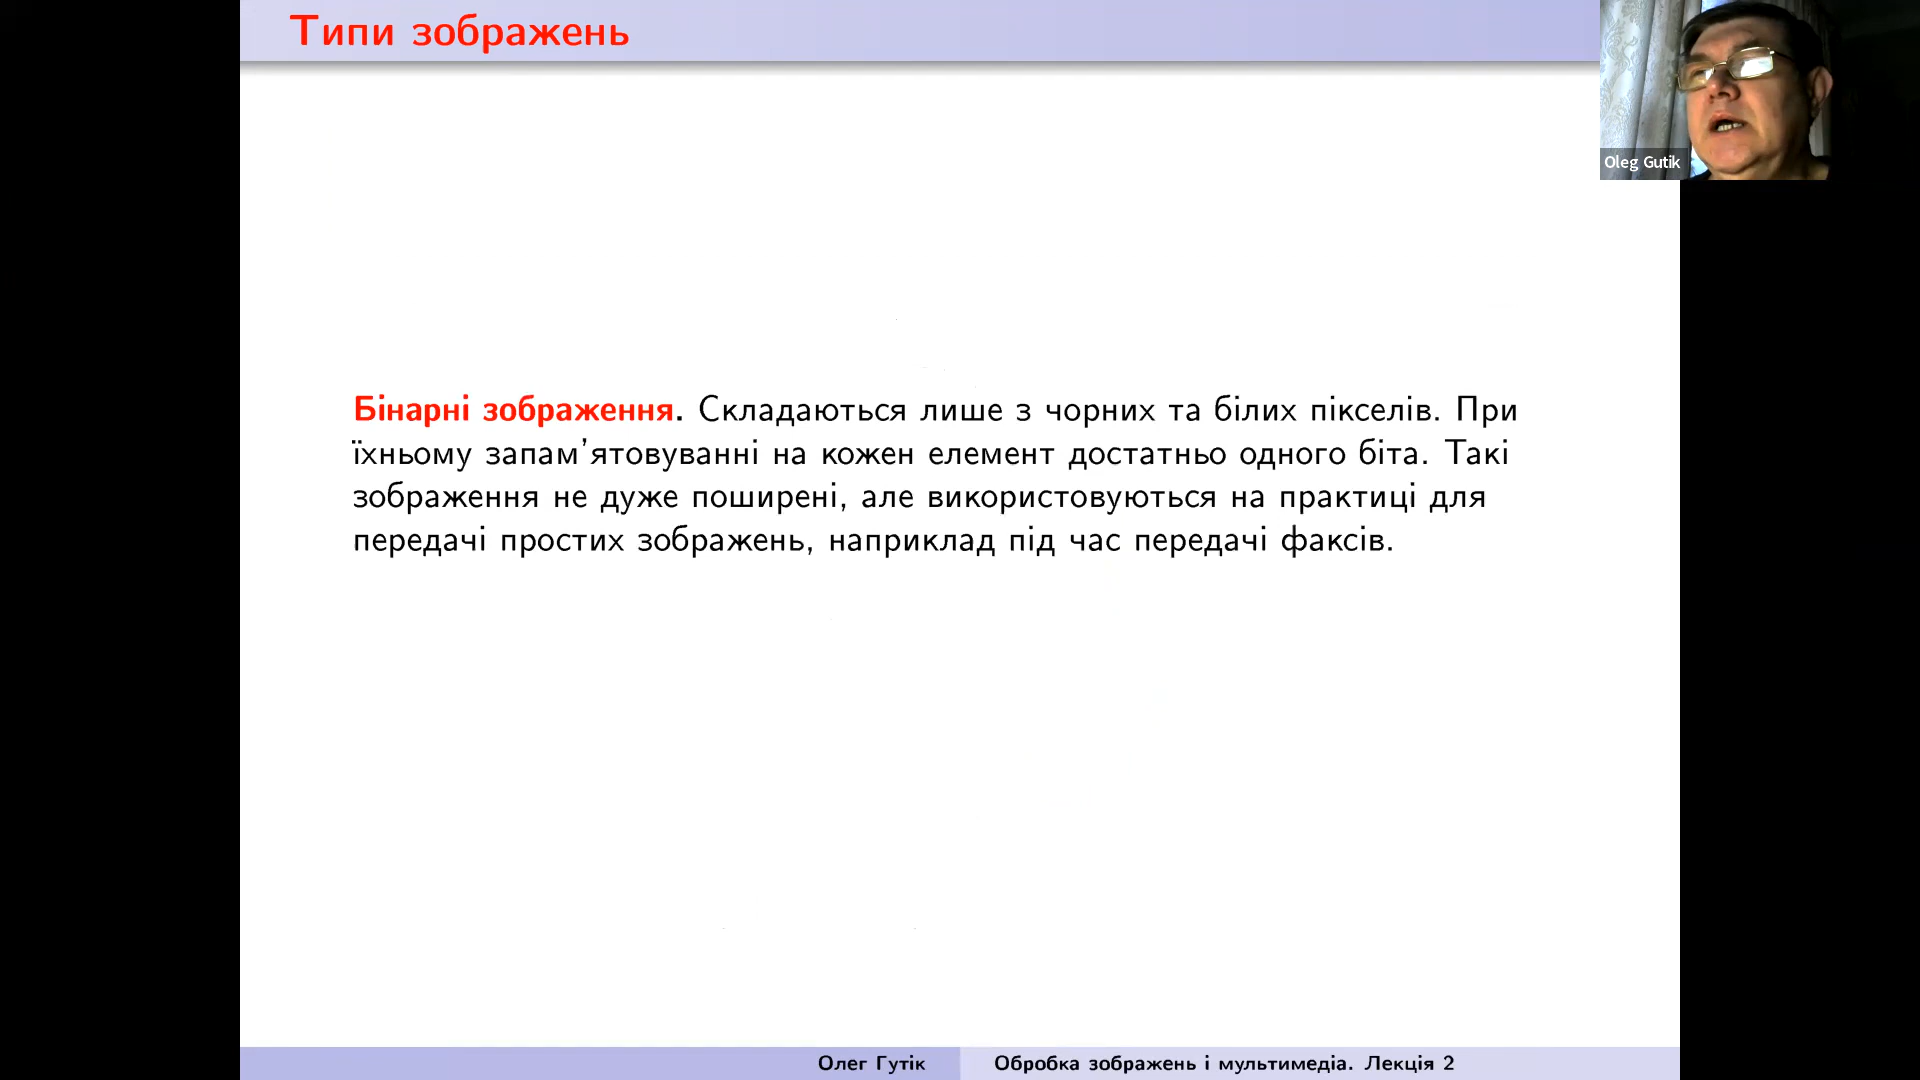 Типи зображень
Oleg Gutik
Бінарні зображення. Складаються лише з чорних та білих пікселів. При
їхньому запам'ятовуванні на кожен елемент достатньо одного біта. Такі
зображення не дуже поширені, але використовуються на практиці для
передачі простих зображень, наприклад під час передачі факсів.
Олег Гутік
Обробка зображень і мультимедіа. Лекція 2